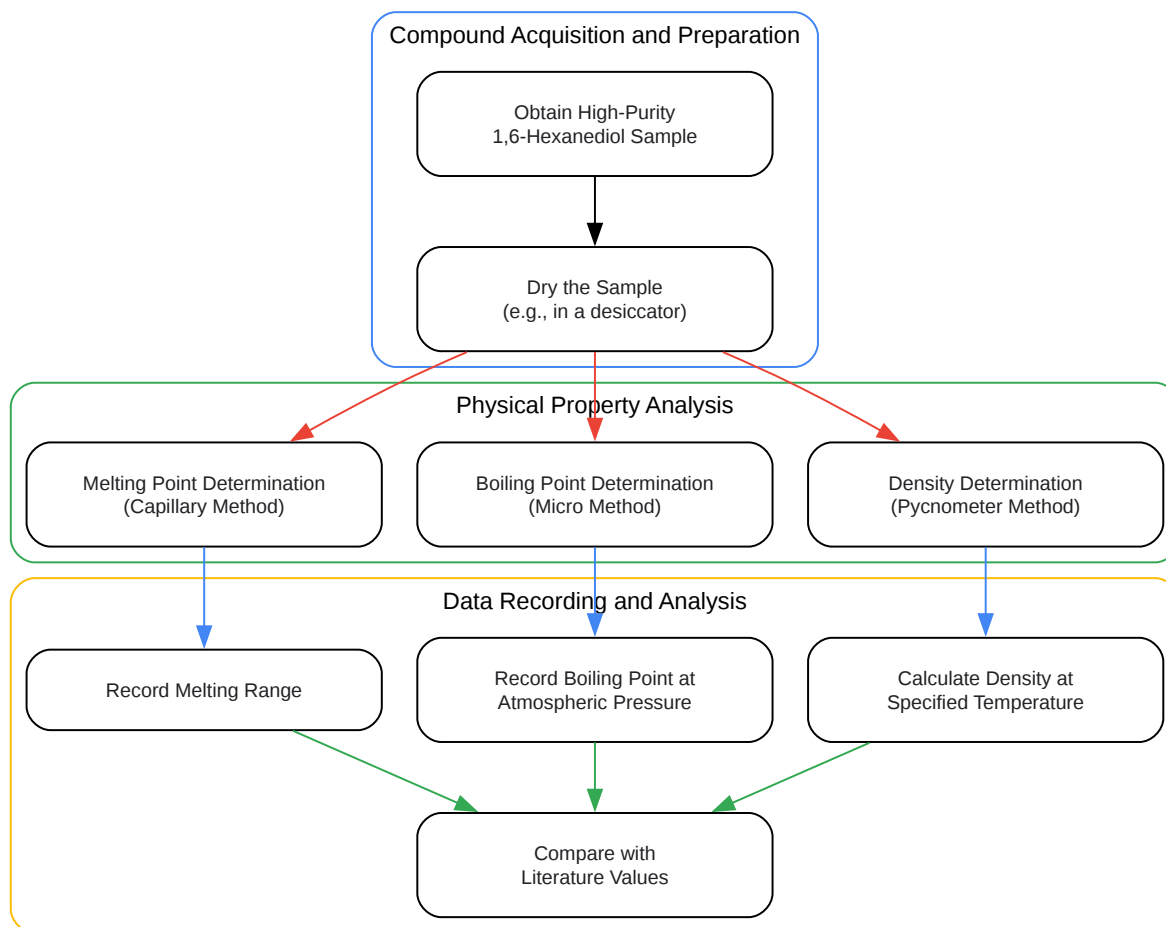 Compound Acquisition and Preparation
Obtain High-Purity
1,6-Hexanediol Sample
Dry the Sample
(e.g., in a desiccator)
Physical Property Analysis
Melting Point Determination
(Capillary Method)
Boiling Point Determination
(Micro Method)
Density Determination
(Pycnometer Method)
Data Recording and Analysis
Record Melting Range
Record Boiling Point at
Atmospheric Pressure
Calculate Density at
Specified Temperature
Compare with
Literature Values